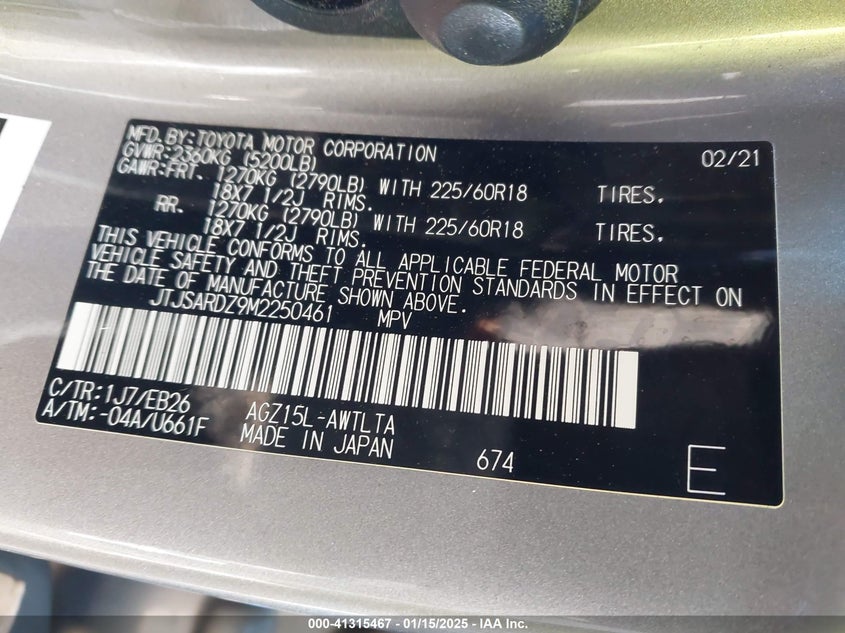 MFD.BY:TOYOTA MOTOR CORPORATION 02/21
GVWR:2360KG (5200LB)
GAWR:FRT. 1270KG (2790LB) WITH 225/60R18 TIRES.
18X7 1/2J RIMS.
RR. 1270KG (2790LB) WITH 225/60R18 TIRES.
18X7 1/2J RIMS.
THIS VEHICLE CONFORMS TO ALL APPLICABLE FEDERAL MOTOR
VEHICLE SAFETY AND THEFT PREVENTION STANDARDS IN EFFECT ON
THE DATE OF MANUFACTURE SHOWN ABOVE.
JTJSARDZ9M2250461 MPV
C/TR:1J7/EB26 AGZ15L-AWTLTA
A/TM:-04A/U661F MADE IN JAPAN 674 E
000-41315467 - 01/15/2025 - IAA Inc.